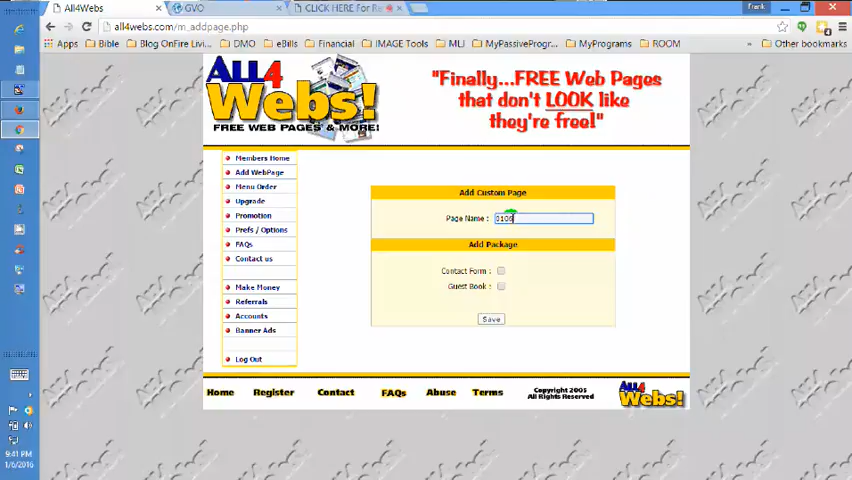 Frank
All4Webs
GVO
CLICK HERE For Re
all4webs.com/m_addpage.php
Apps
Bible
Blog OnFire Livi
DMO
eBills
Financial
IMAGE Tools
MLI
MyPassiveProgr...
MyPrograms
ROOM
»
Other bookmarks
ALL4
Webs!
FREE WEB PAGES & MORE!
"Finally...FREE Web Pages
that don't LOOK like
they're free!"
Members Home
Add WebPage
Menu Order
Upgrade
Promotion
Prefs / Options
FAQs
Contact us
Make Money
Referrals
Accounts
Banner Ads
Log Out
Add Custom Page
Page Name :
0106
Add Package
Contact Form :
Guest Book :
Save
Home
Register
Contact
FAQs
Abuse
Terms
Copyright 2005
All Rights Reserved
ALL4
Webs!
9:41 PM
1/6/2016